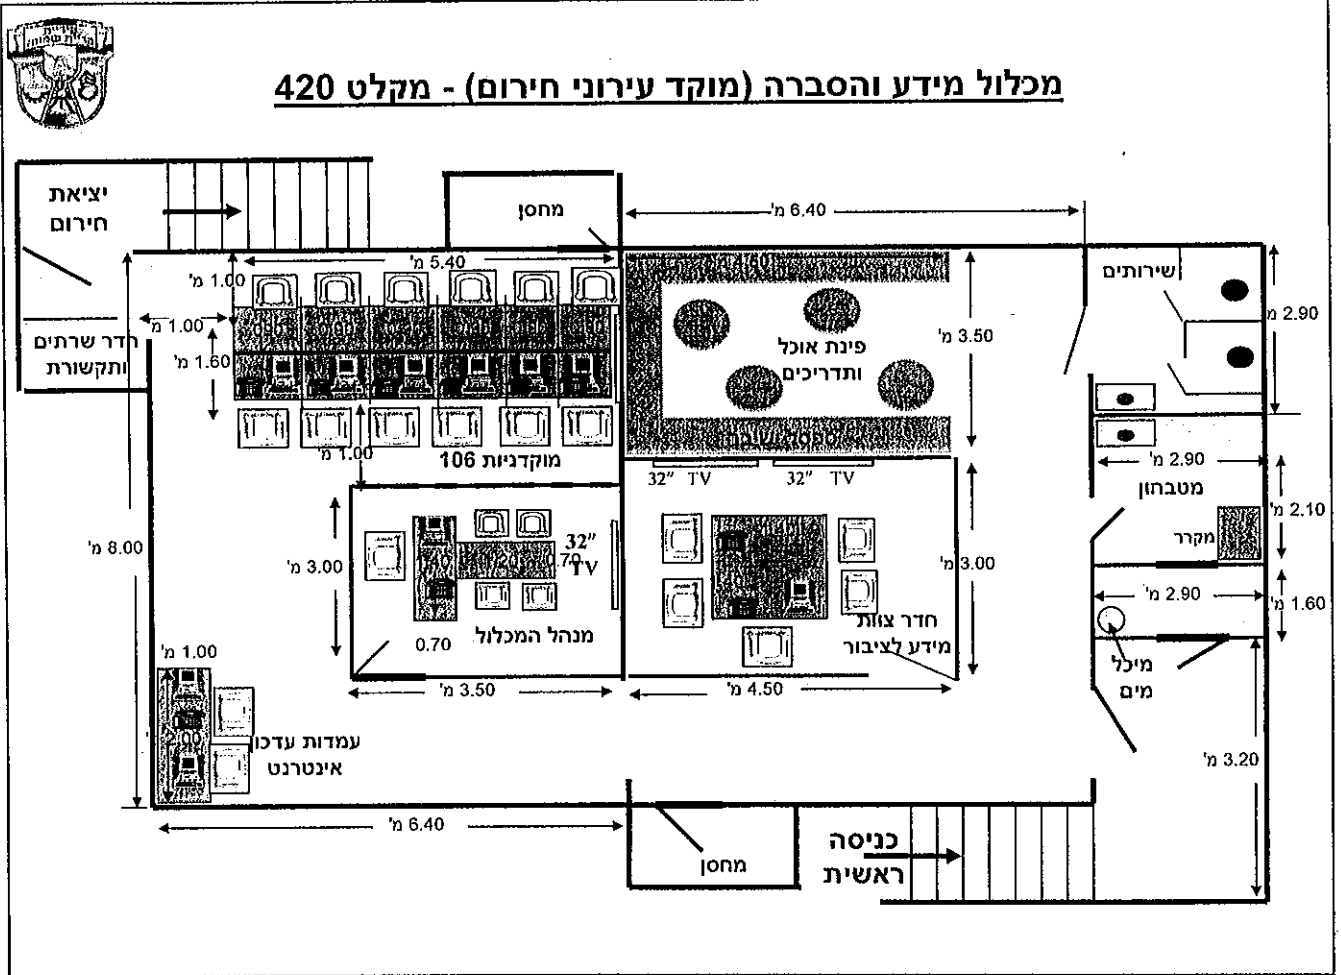 מכלול מידע והסברה (מוקד עירוני חירום) - מקלט 420
יציאת
חירום
מחסן
6.40 מ'
5.40 מ'
1.00 מ'
שירותים
2.90 מ
1.00 מ'
חדר שרתים
ותקשורת
1.60 מ'
פינת אוכל
ותדריכים
3.50 מ'
1.00 מ'
מוקדניות 106
32" TV
32" TV
2.90 מ'
מטבחון
2.10 מ'
מקרר
8.00 מ'
3.00 מ'
32"
TV
0.70
0.70
מנהל המכלול
3.00 מ'
חדר צוות
מידע לציבור
2.90 מ'
1.60 מ'
מיכל
מים
1.00 מ'
3.50 מ'
4.50 מ'
2.00
עמדות עדכון
אינטרנט
3.20 מ'
6.40 מ'
מחסן
כניסה
ראשית